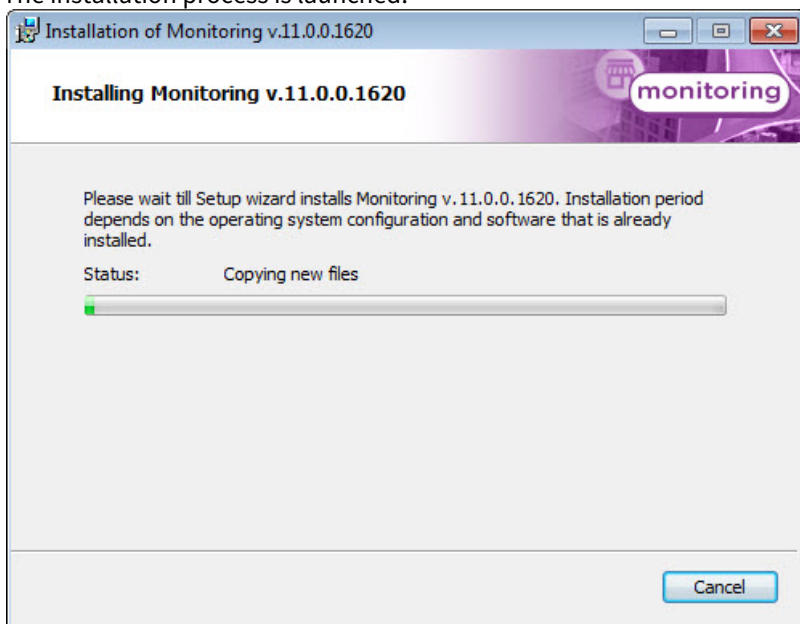 The installation process is launched.
Installation of Monitoring v.11.0.0.1620
Installing Monitoring v.11.0.0.1620
monitoring
Please wait till Setup wizard installs Monitoring v.11.0.0.1620. Installation period
depends on the operating system configuration and software that is already
installed.
Status: Copying new files
Cancel